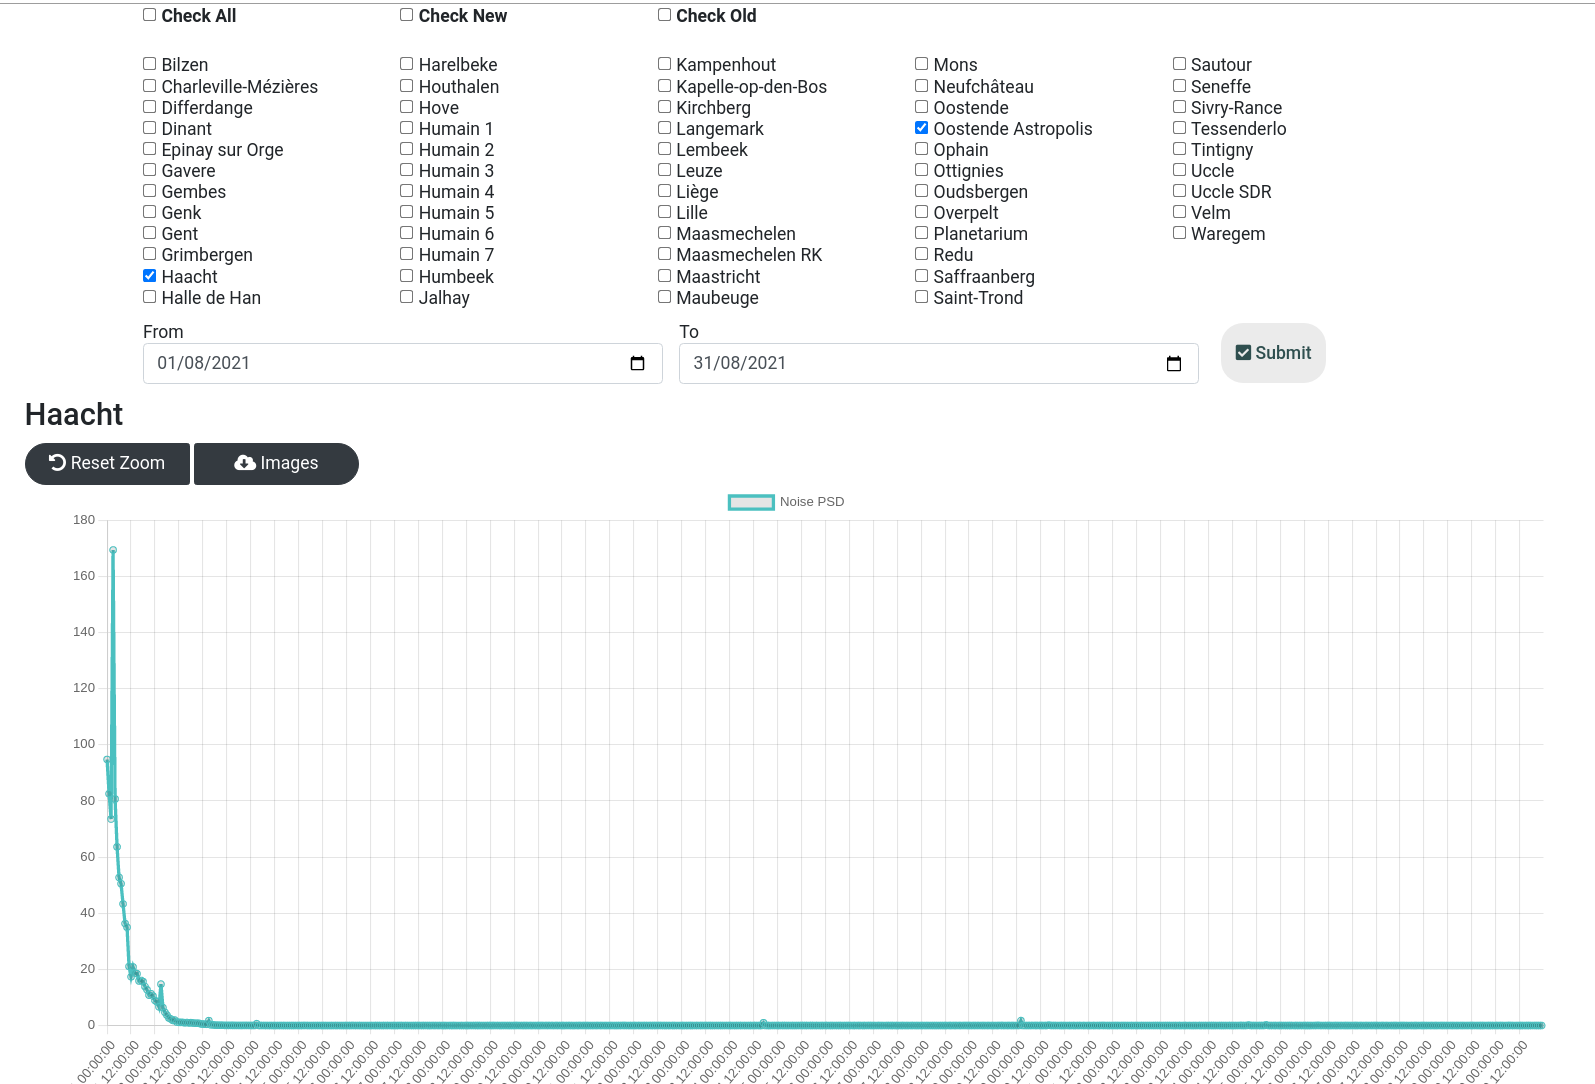 Check All Check New Check Old
Bilzen Harelbeke Kampenhout Mons Sautour
Charleville-Mézières Houthalen Kapelle-op-den-Bos Neufchâteau Seneffe
Differdange Hove Kirchberg Oostende Sivry-Rance
Dinant Humain 1 Langemark Oostende Astropolis Tessenderlo
Epinay sur Orge Humain 2 Lembeek Ophain Tintigny
Gavere Humain 3 Leuze Ottignies Uccle
Gembes Humain 4 Liège Oudsbergen Uccle SDR
Genk Humain 5 Lille Overpelt Velm
Gent Humain 6 Maasmechelen Planetarium Waregem
Grimbergen Humain 7 Maasmechelen RK Redu
Haacht Humbeek Maastricht Saffraanberg
Halle de Han Jalhay Maubeuge Saint-Trond
From To
01/08/2021 31/08/2021 Submit
Haacht
Reset Zoom Images
Noise PSD
180
160
140
120
100
80
60
40
20
0
00:00:00 12:00:00 00:00:00 12:00:00 00:00:00 12:00:00 00:00:00 12:00:00 00:00:00 12:00:00 00:00:00 12:00:00 00:00:00 12:00:00 00:00:00 12:00:00 00:00:00 12:00:00 00:00:00 12:00:00 00:00:00 12:00:00 00:00:00 12:00:00 00:00:00 12:00:00 00:00:00 12:00:00 00:00:00 12:00:00 00:00:00 12:00:00 00:00:00 12:00:00 00:00:00 12:00:00 00:00:00 12:00:00 00:00:00 12:00:00 00:00:00 12:00:00 00:00:00 12:00:00 00:00:00 12:00:00 00:00:00 12:00:00 00:00:00 12:00:00 00:00:00 12:00:00 00:00:00 12:00:00 00:00:00 12:00:00 00:00:00 12:00:00 00:00:00 12:00:00